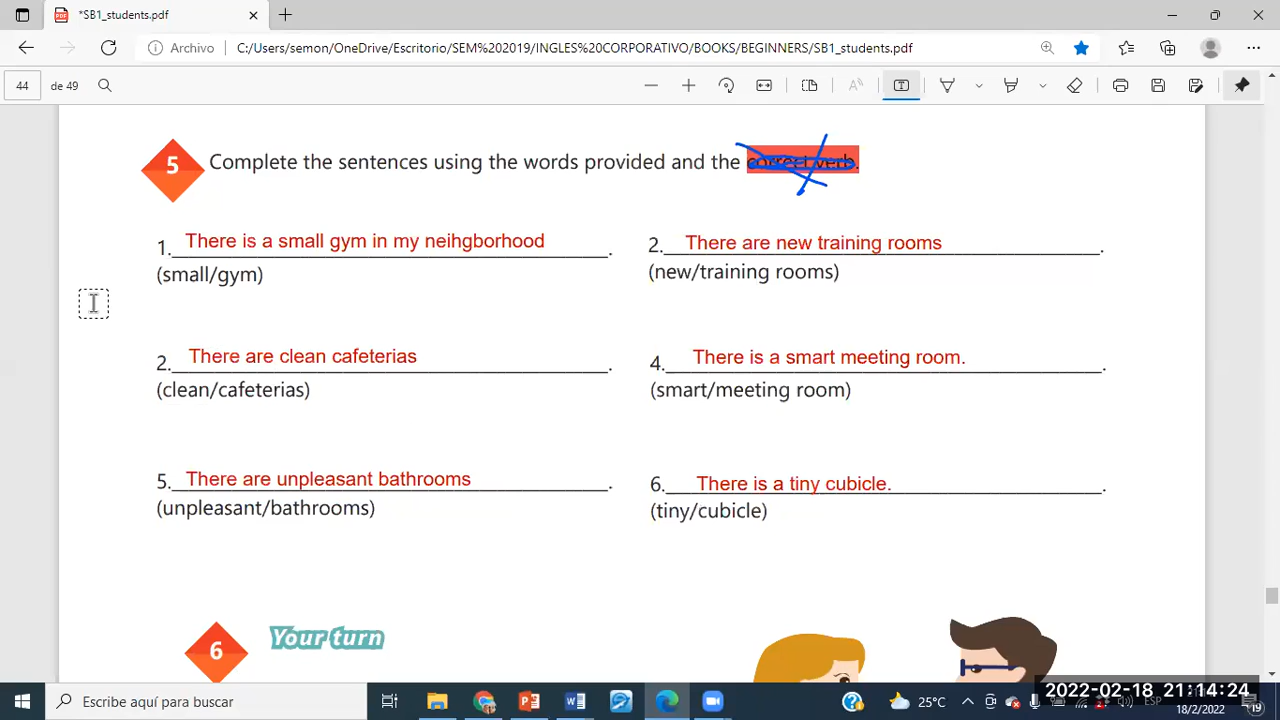 *SB1_students.pdf
Archivo
C:/Users/semon/OneDrive/Escritorio/SEM%202019/INGLES%20CORPORATIVO/BOOKS/BEGINNERS/SB1_students.pdf
44 de 49
5 Complete the sentences using the words provided and the correct verb.
1. There is a small gym in my neihgborhood.
(small/gym)
2. There are new training rooms.
(new/training rooms)
2. There are clean cafeterias.
(clean/cafeterias)
4. There is a smart meeting room. .
(smart/meeting room)
5. There are unpleasant bathrooms.
(unpleasant/bathrooms)
6. There is a tiny cubicle. .
(tiny/cubicle)
6 Your turn
Escribe aquí para buscar
25°C
ESP
2022-02-18 21:14:24
18/2/2022